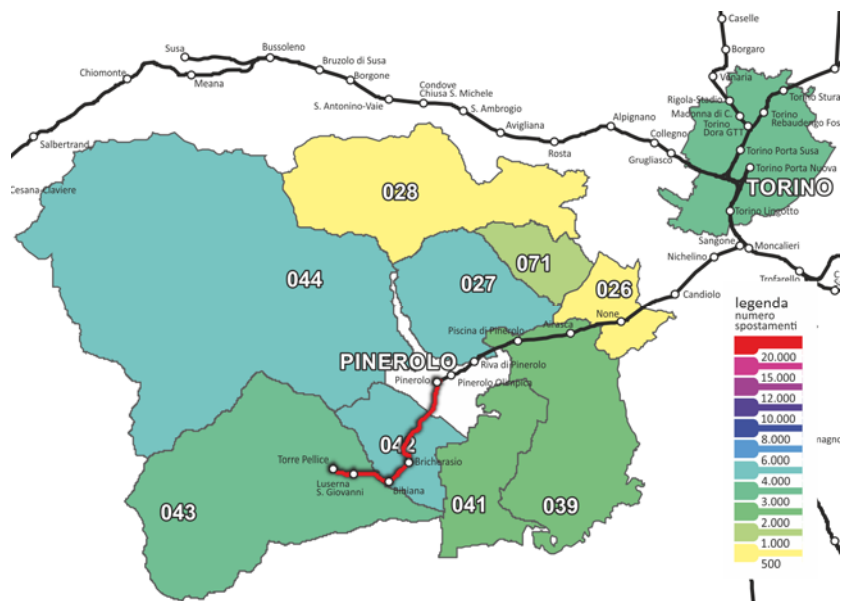 Caselle
Borgaro
Venaria
Susa
Bussoleno
Bruzolo di Susa
Chiomonte
Meana
Borgone
Condove
Chiusa S. Michele
S. Antonino-Vaie
S. Ambrogio
Rigola-Stadio
Madonna di C.
Torino
Dora GTT
Torino Stura
Torino
Rebaudengo Fos
Salbertrand
Avigliana
Alpignano
Rosta
Collegno
Grugliasco
Torino Porta Susa
Torino Porta Nuova
TORINO
Cesana-Claviere
028
Torino Lingotto
Sangone
Moncalieri
Nichelino
Trofarello
071
044
027
026
Candiolo
None
Airasca
Piscina di Pinerolo
PINEROLO
Riva di Pinerolo
Pinerolo
Pinerolo Olimpica
042
Bricherasio
Torre Pellice
Luserna
S. Giovanni
Bibiana
043
041
039
legenda
numero
spostamenti
20.000
15.000
12.000
10.000
8.000
6.000
4.000
3.000
2.000
1.000
500
magno